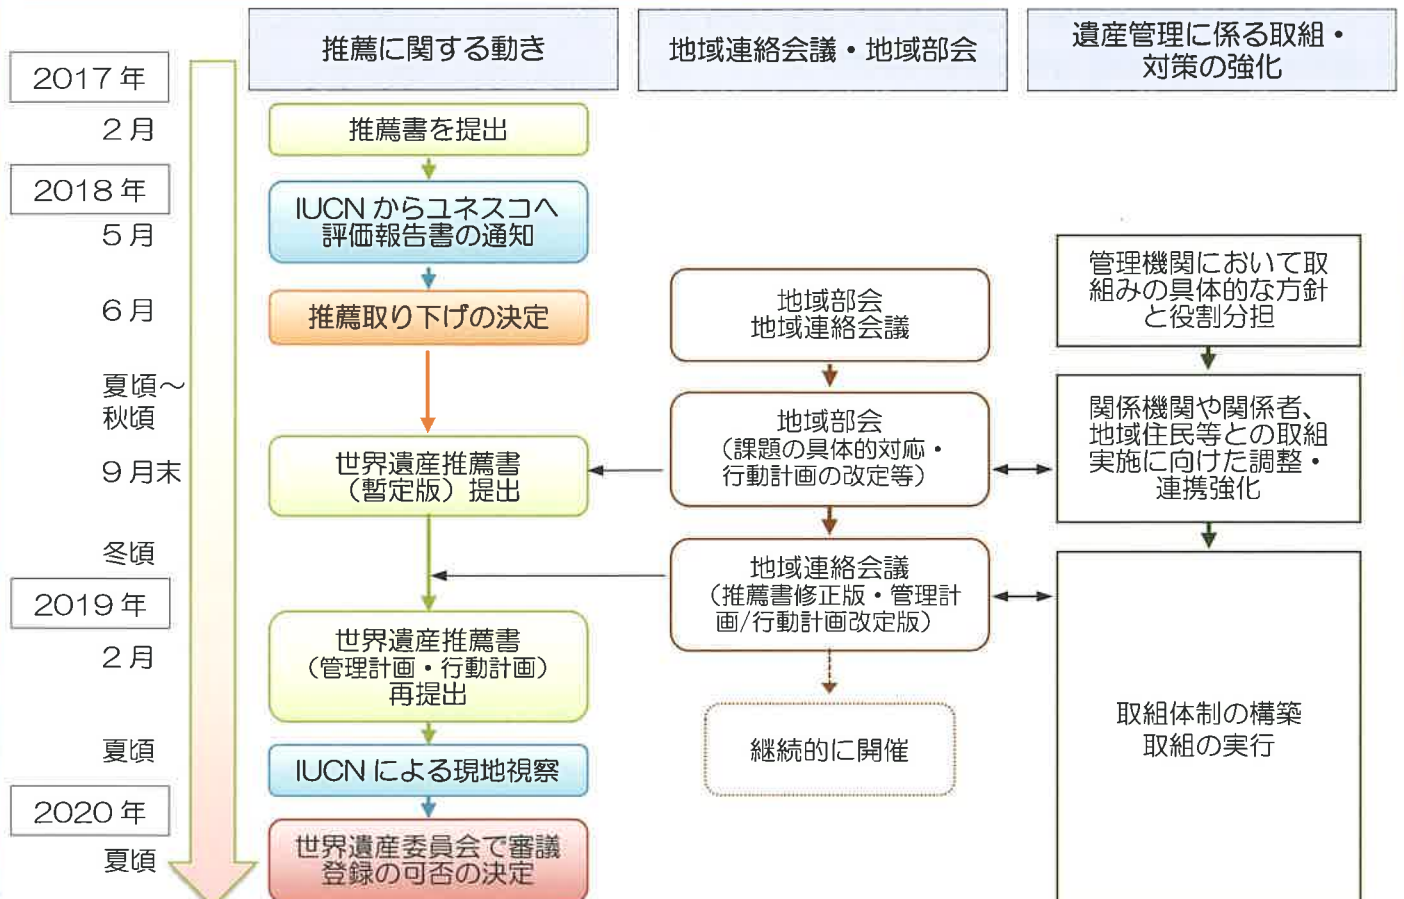 推薦に関する動き
地域連絡会議・地域部会
遺産管理に係る取組・
対策の強化
2017年
2月
推薦書を提出
2018年
5月
IUCNからユネスコへ
評価報告書の通知
6月
推薦取り下げの決定
地域部会
地域連絡会議
管理機関において取
組みの具体的な方針
と役割分担
夏頃~
秋頃
9月末
世界遺産推薦書
(暫定版)提出
地域部会
(課題の具体的対応・
行動計画の改定等)
関係機関や関係者、
地域住民等との取組
実施に向けた調整・
連携強化
冬頃
2019年
2月
世界遺産推薦書
(管理計画・行動計画)
再提出
地域連絡会議
(推薦書修正版・管理計
画/行動計画改定版)
継続的に開催
取組体制の構築
取組の実行
夏頃
IUCNによる現地視察
2020年
夏頃
世界遺産委員会で審議
登録の可否の決定